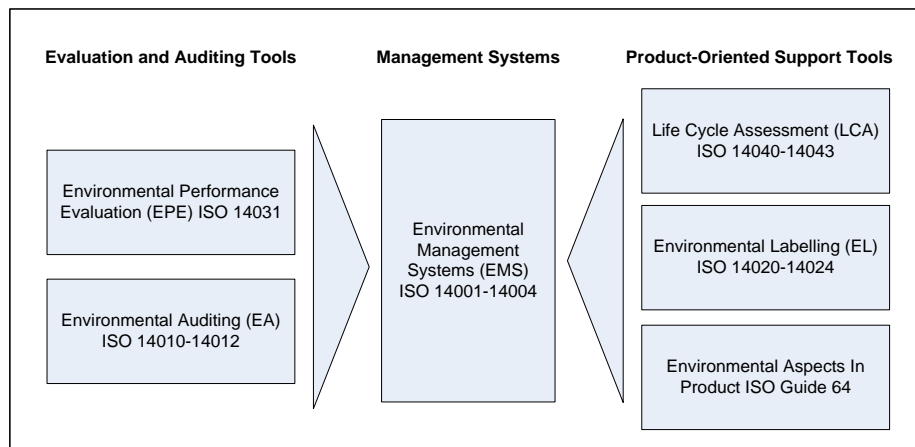 Evaluation and Auditing Tools
Management Systems
Product-Oriented Support Tools
Environmental Performance
Evaluation (EPE) ISO 14031
Environmental Auditing (EA)
ISO 14010-14012
Environmental
Management
Systems (EMS)
ISO 14001-14004
Life Cycle Assessment (LCA)
ISO 14040-14043
Environmental Labelling (EL)
ISO 14020-14024
Environmental Aspects In
Product ISO Guide 64